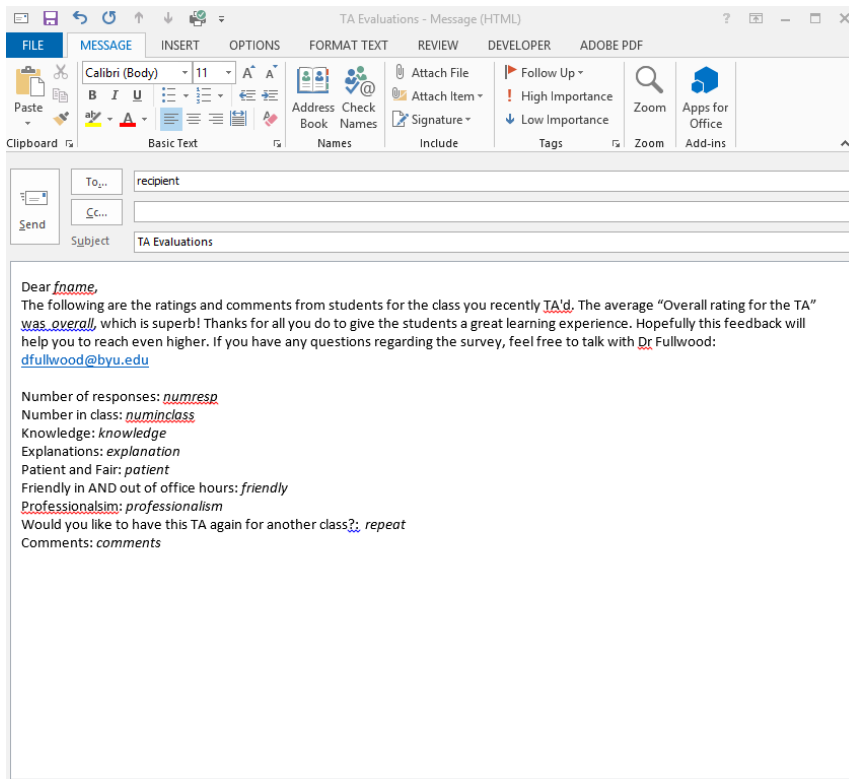 TA Evaluations - Message (HTML)
FILE MESSAGE INSERT OPTIONS FORMAT TEXT REVIEW DEVELOPER ADOBE PDF
Calibri (Body) 11 A A Attach File Follow Up
B I U Attach Item High Importance
Paste Address Book Check Names Signature Low Importance Zoom Apps for Office
Clipboard Basic Text Names Include Tags Zoom Add-ins
To... recipient
Cc...
Send
Subject TA Evaluations
Dear fname,
The following are the ratings and comments from students for the class you recently TA'd. The average “Overall rating for the TA”
was overall, which is superb! Thanks for all you do to give the students a great learning experience. Hopefully this feedback will
help you to reach even higher. If you have any questions regarding the survey, feel free to talk with Dr Fullwood:
dfullwood@byu.edu
Number of responses: numresp
Number in class: numinclass
Knowledge: knowledge
Explanations: explanation
Patient and Fair: patient
Friendly in AND out of office hours: friendly
Professionalsim: professionalism
Would you like to have this TA again for another class?: repeat
Comments: comments